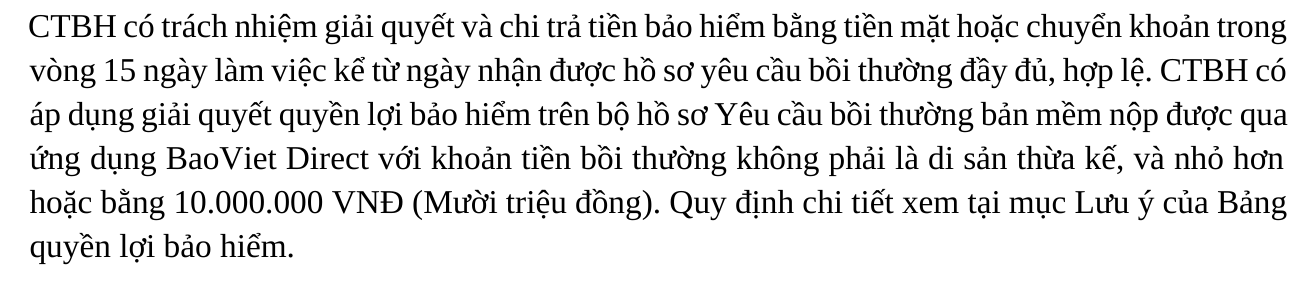 CTBH có trách nhiệm giải quyết và chi trả tiền bảo hiểm bằng tiền mặt hoặc chuyển khoản trong
vòng 15 ngày làm việc kể từ ngày nhận được hồ sơ yêu cầu bồi thường đầy đủ, hợp lệ. CTBH có
áp dụng giải quyết quyền lợi bảo hiểm trên bộ hồ sơ Yêu cầu bồi thường bản mềm nộp được qua
ứng dụng BaoViet Direct với khoản tiền bồi thường không phải là di sản thừa kế, và nhỏ hơn
hoặc bằng 10.000.000 VNĐ (Mười triệu đồng). Quy định chi tiết xem tại mục Lưu ý của Bảng
quyền lợi bảo hiểm.